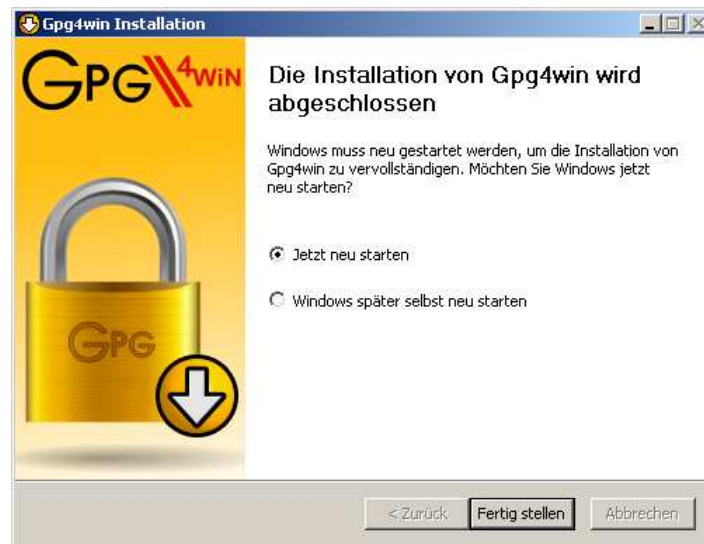 Gpg4win Installation
GPG4WIN
Die Installation von Gpg4win wird
abgeschlossen
Windows muss neu gestartet werden, um die Installation von
Gpg4win zu vervollständigen. Möchten Sie Windows jetzt
neu starten?
Jetzt neu starten
Windows später selbst neu starten
GPG
< Zurück
Fertig stellen
Abbrechen